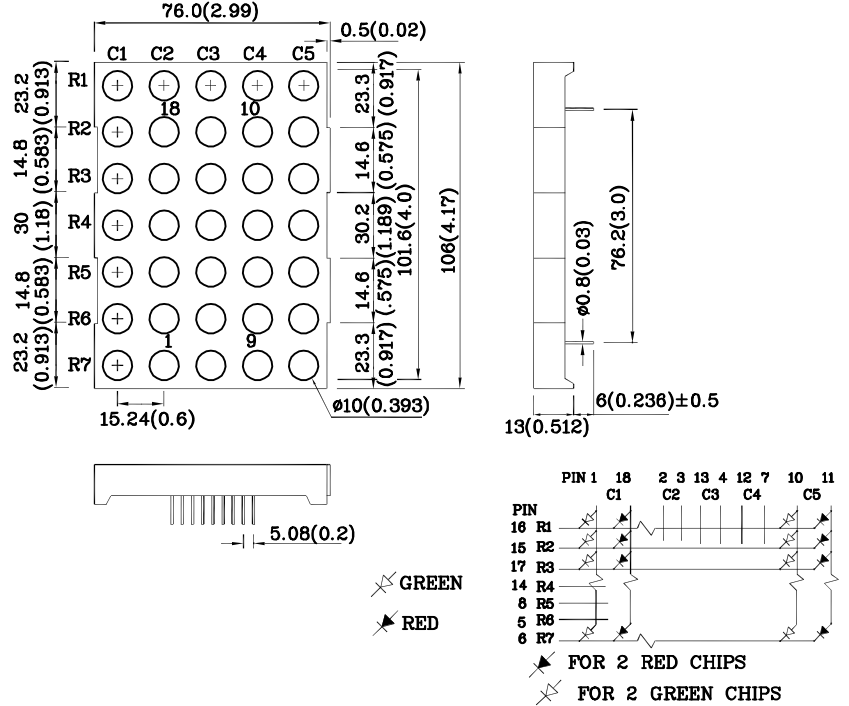 76.0(2.99)
0.5(0.02)
C1 C2 C3 C4 C5
R1
R2
R3
R4
R5
R6
R7
18 10
1 9
23.2
(0.913)
14.8
(0.583)
30
(1.18)
14.8
(0.583)
23.2
(0.913)
23.3
(0.917)
14.6
(0.575)
30.2
(1.189)
14.6
(.575)
23.3
(0.917)
101.6(4.0)
106(4.17)
15.24(0.6)
ø10(0.393)
ø0.8(0.03)
76.2(3.0)
6(0.236)±0.5
13(0.512)
5.08(0.2)
GREEN
RED
PIN 1 18 2 3 13 4 12 7 10 11
C1 C2 C3 C4 C5
PIN
16 R1
15 R2
17 R3
14 R4
8 R5
5 R6
6 R7
FOR 2 RED CHIPS
FOR 2 GREEN CHIPS